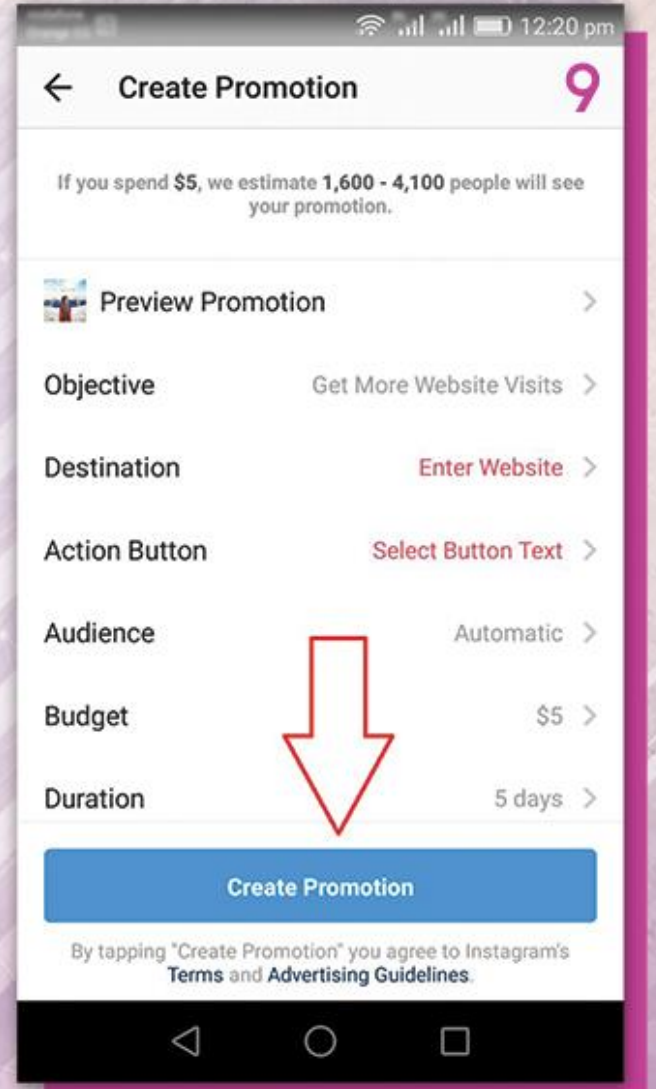 12:20 pm
Create Promotion
9
If you spend $5, we estimate 1,600 - 4,100 people will see
your promotion.
Preview Promotion
Objective Get More Website Visits
Destination Enter Website
Action Button Select Button Text
Audience Automatic
Budget $5
Duration 5 days
Create Promotion
By tapping "Create Promotion" you agree to Instagram's
Terms and Advertising Guidelines.